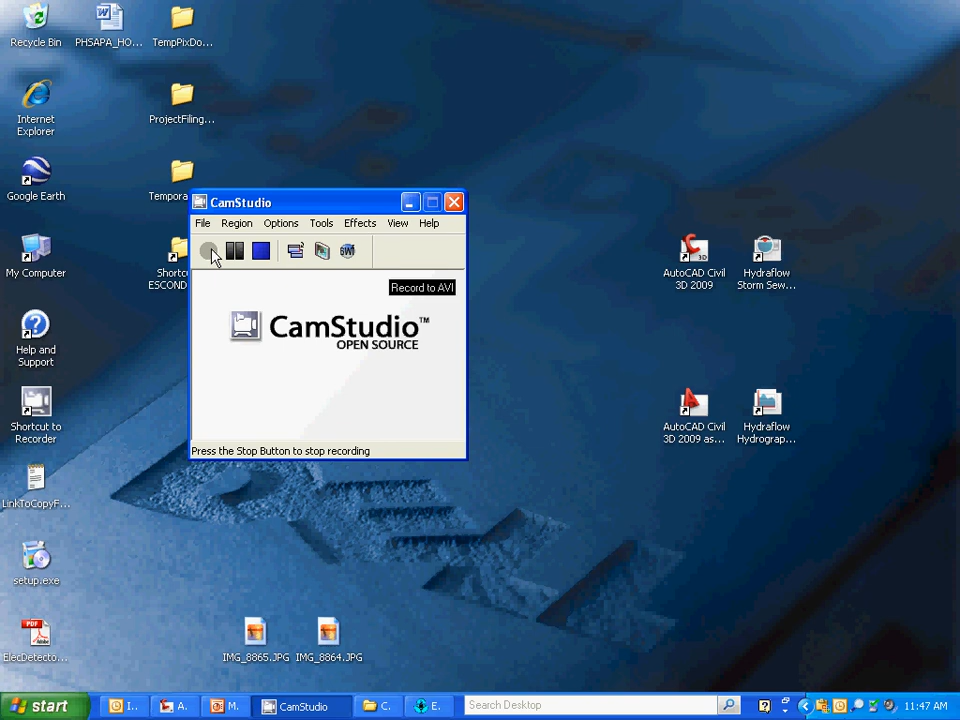 Recycle Bin
PHSAPA_HO...
TempPixDo...
Internet
Explorer
ProjectFiling...
Google Earth
Tempora
My Computer
Shortcu
ESCOND
Help and
Support
Shortcut to
Recorder
LinkToCopyF...
setup.exe
ElecDetecto...
CamStudio
File Region Options Tools Effects View Help
SWF
Record to AVI
CamStudio™
OPEN SOURCE
Press the Stop Button to stop recording
AutoCAD Civil
3D 2009
Hydraflow
Storm Sew...
AutoCAD Civil
3D 2009 as...
Hydraflow
Hydrograp...
IMG_8865.JPG
IMG_8864.JPG
start I.. A. M. CamStudio C. E. Search Desktop 11:47 AM